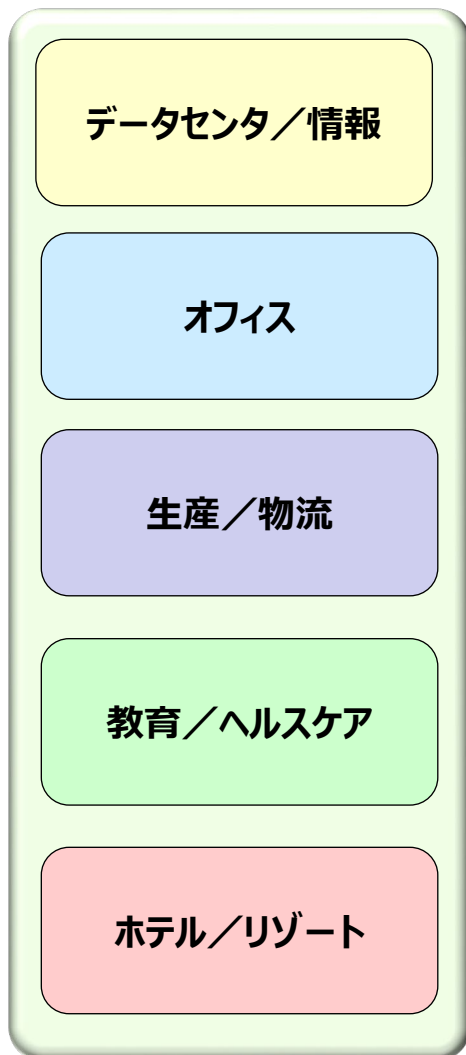 データセンタ／情報
オフィス
生産／物流
教育／ヘルスケア
ホテル／リゾート